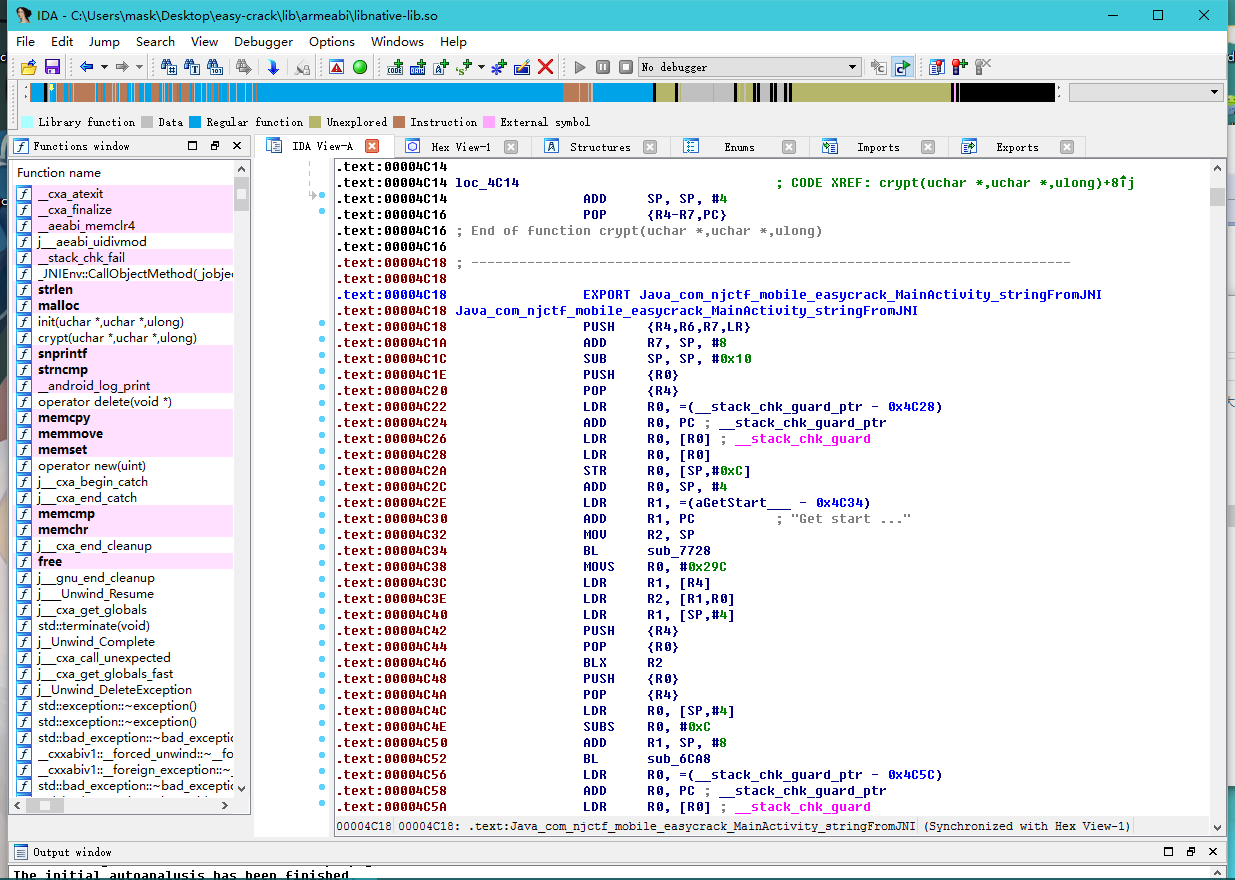 IDA - C:\Users\mask\Desktop\easy-crack\lib\armeabi\libnative-lib.so
File Edit Jump Search View Debugger Options Windows Help
No debugger
Library function Data Regular function Unexplored Instruction External symbol
Functions window
IDA View-A Hex View-1 Structures Enums Imports Exports
Function name
__cxa_atexit
__cxa_finalize
__aeabi_memclr4
j___aeabi_uidivmod
__stack_chk_fail
_JNIEnv::CallObjectMethod(_jobjec
strlen
malloc
init(uchar *,uchar *,ulong)
crypt(uchar *,uchar *,ulong)
snprintf
strncmp
__android_log_print
operator delete(void *)
memcpy
memmove
memset
operator new(uint)
j___cxa_begin_catch
j___cxa_end_catch
memcmp
memchr
j___cxa_end_cleanup
free
j___gnu_end_cleanup
j___Unwind_Resume
j___cxa_get_globals
std::terminate(void)
j__Unwind_Complete
j___cxa_call_unexpected
j___cxa_get_globals_fast
j__Unwind_DeleteException
std::exception::~exception()
std::exception::~exception()
std::bad_exception::~bad_exceptio
__cxxabiv1::__forced_unwind::~__fo
__cxxabiv1::__foreign_exception::~_
std::bad_exception::~bad_exceptio
.text:00004C14
.text:00004C14 loc_4C14 ; CODE XREF: crypt(uchar *,uchar *,ulong)+8↑j
.text:00004C14 ADD SP, SP, #4
.text:00004C16 POP {R4-R7,PC}
.text:00004C16 ; End of function crypt(uchar *,uchar *,ulong)
.text:00004C16
.text:00004C18 ; ---------------------------------------------------------------------------
.text:00004C18
.text:00004C18 EXPORT Java_com_njctf_mobile_easycrack_MainActivity_stringFromJNI
.text:00004C18 Java_com_njctf_mobile_easycrack_MainActivity_stringFromJNI
.text:00004C18 PUSH {R4,R6,R7,LR}
.text:00004C1A ADD R7, SP, #8
.text:00004C1C SUB SP, SP, #0x10
.text:00004C1E PUSH {R0}
.text:00004C20 POP {R4}
.text:00004C22 LDR R0, =(__stack_chk_guard_ptr - 0x4C28)
.text:00004C24 ADD R0, PC ; __stack_chk_guard_ptr
.text:00004C26 LDR R0, [R0] ; __stack_chk_guard
.text:00004C28 LDR R0, [R0]
.text:00004C2A STR R0, [SP,#0xC]
.text:00004C2C ADD R0, SP, #4
.text:00004C2E LDR R1, =(aGetStart___ - 0x4C34)
.text:00004C30 ADD R1, PC ; "Get start ..."
.text:00004C32 MOV R2, SP
.text:00004C34 BL sub_7728
.text:00004C38 MOVS R0, #0x29C
.text:00004C3C LDR R1, [R4]
.text:00004C3E LDR R2, [R1,R0]
.text:00004C40 LDR R1, [SP,#4]
.text:00004C42 PUSH {R4}
.text:00004C44 POP {R0}
.text:00004C46 BLX R2
.text:00004C48 PUSH {R0}
.text:00004C4A POP {R4}
.text:00004C4C LDR R0, [SP,#4]
.text:00004C4E SUBS R0, #0xC
.text:00004C50 ADD R1, SP, #8
.text:00004C52 BL sub_6CA8
.text:00004C56 LDR R0, =(__stack_chk_guard_ptr - 0x4C5C)
.text:00004C58 ADD R0, PC ; __stack_chk_guard_ptr
.text:00004C5A LDR R0, [R0] ; __stack_chk_guard
00004C18 00004C18: .text:Java_com_njctf_mobile_easycrack_MainActivity_stringFromJNI (Synchronized with Hex View-1)
Output window
The initial autoanalysis has been finished.